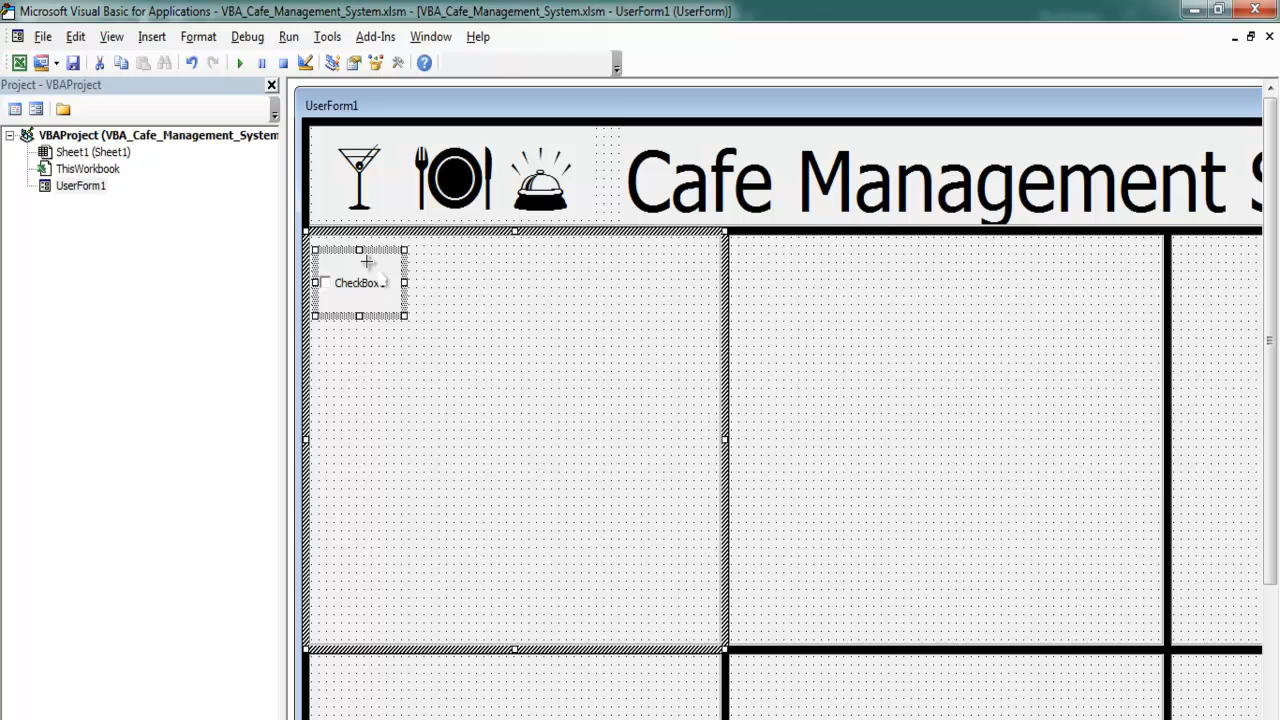 Microsoft Visual Basic for Applications - VBA_Cafe_Management_System.xlsm - [VBA_Cafe_Management_System.xlsm - UserForm1 (UserForm)]
File Edit View Insert Format Debug Run Tools Add-Ins Window Help
Project - VBAProject
VBAProject (VBA_Cafe_Management_System
Sheet1 (Sheet1)
ThisWorkbook
UserForm1
UserForm1
Cafe Management S
CheckBox